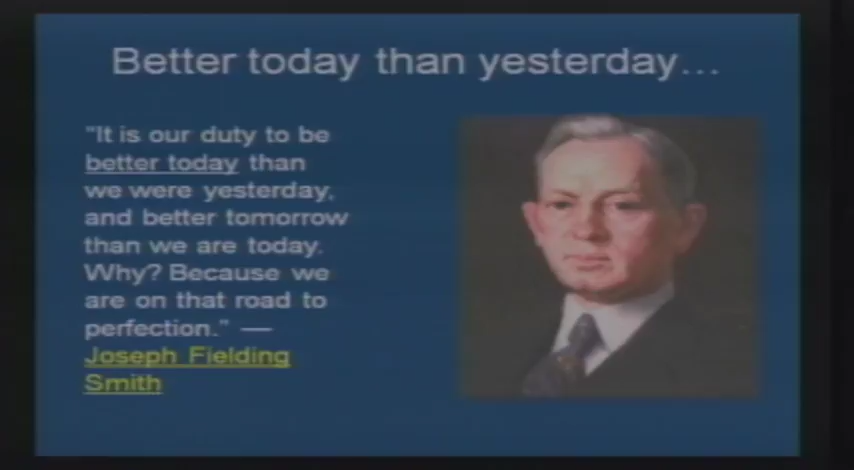 Better today than yesterday...
"It is our duty to be
better today than
we were yesterday,
and better tomorrow
than we are today.
Why? Because we
are on that road to
perfection." —
Joseph Fielding
Smith